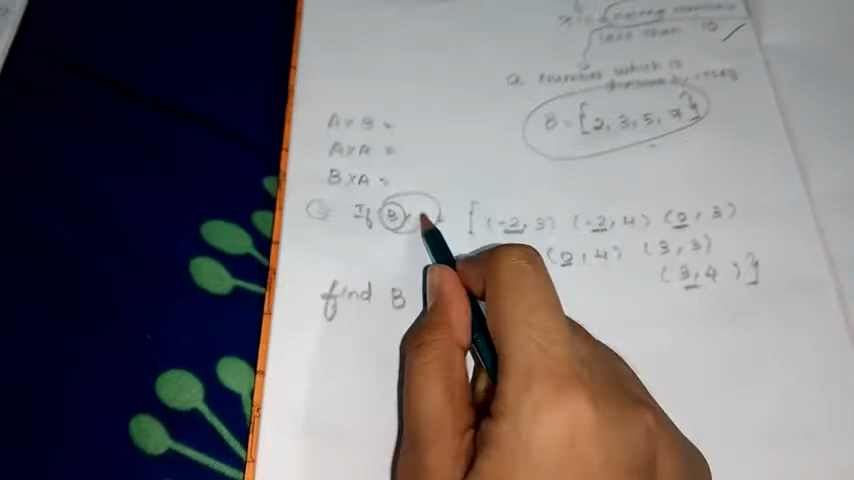 less than 10
a number which is
B = {2, 3, 5, 7}
A×B =
A×A =
B×A =
If B× [(-2, 3) (-2, 4) (0, 3)
(0, 4) (3, 3)
(3, 4)}
find B